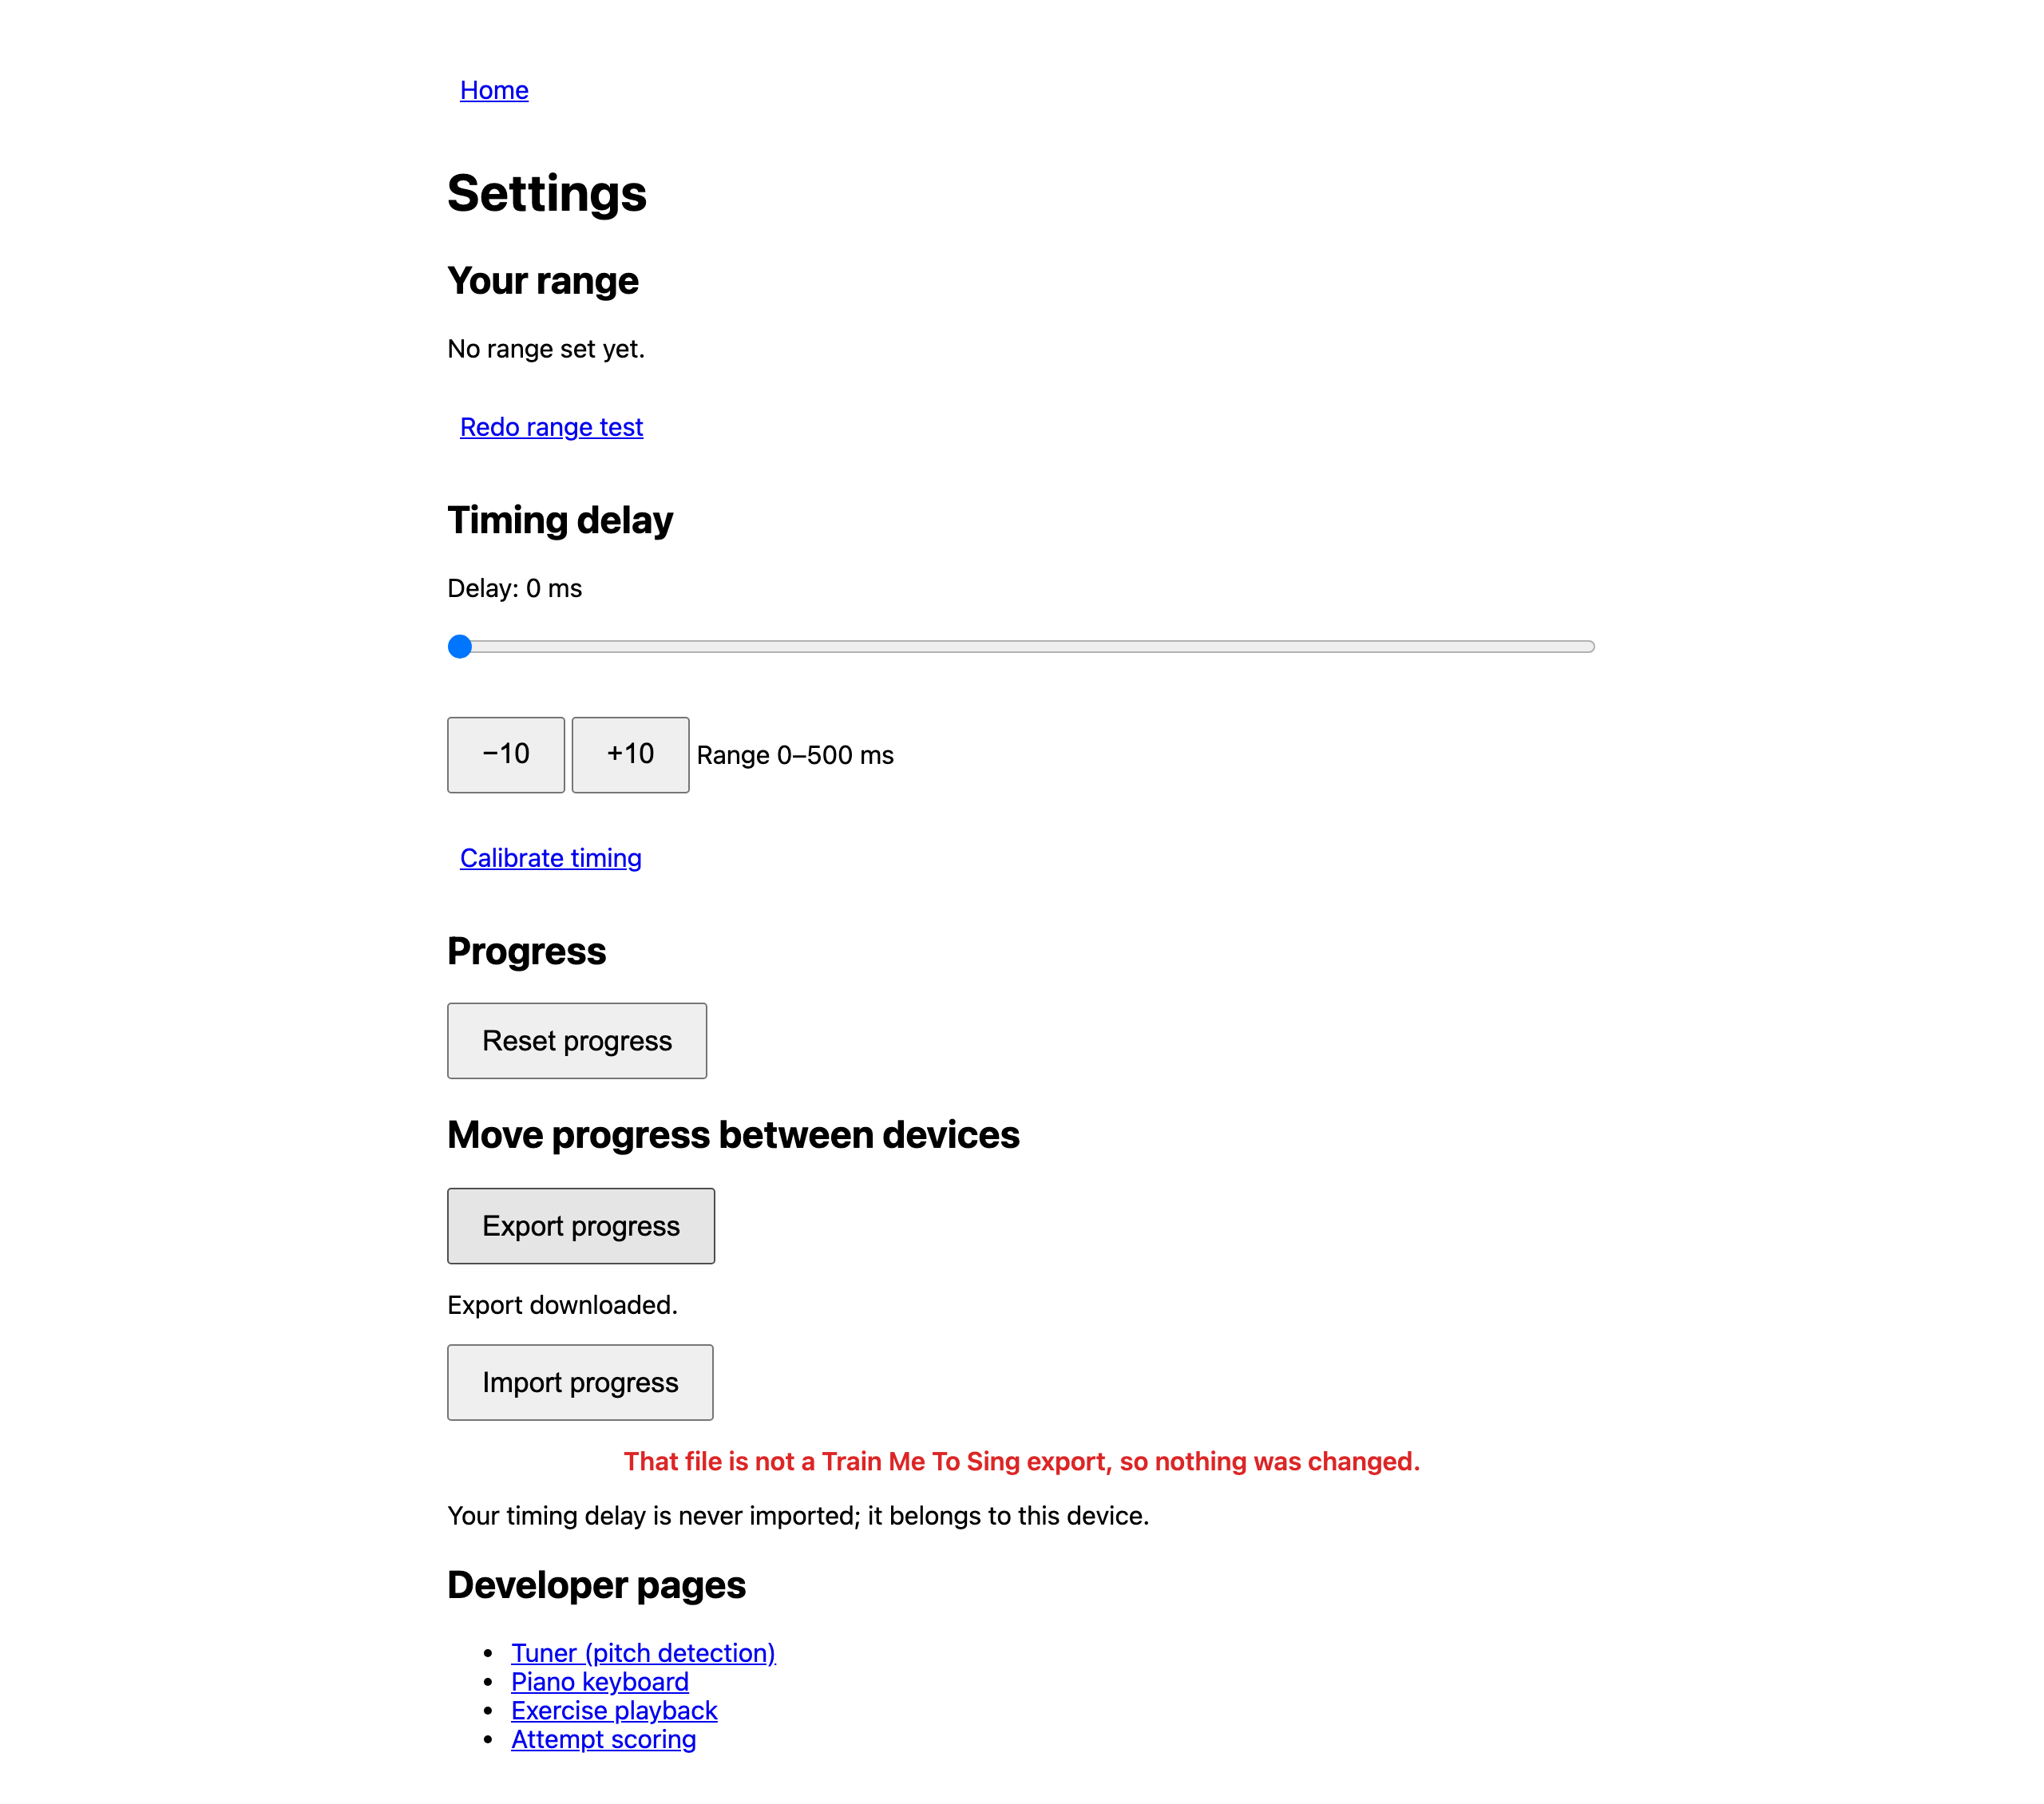 Home
Settings
Your range
No range set yet.
Redo range test
Timing delay
Delay: 0 ms
−10
+10
Range 0–500 ms
Calibrate timing
Progress
Reset progress
Move progress between devices
Export progress
Export downloaded.
Import progress
That file is not a Train Me To Sing export, so nothing was changed.
Your timing delay is never imported; it belongs to this device.
Developer pages
Tuner (pitch detection)
Piano keyboard
Exercise playback
Attempt scoring